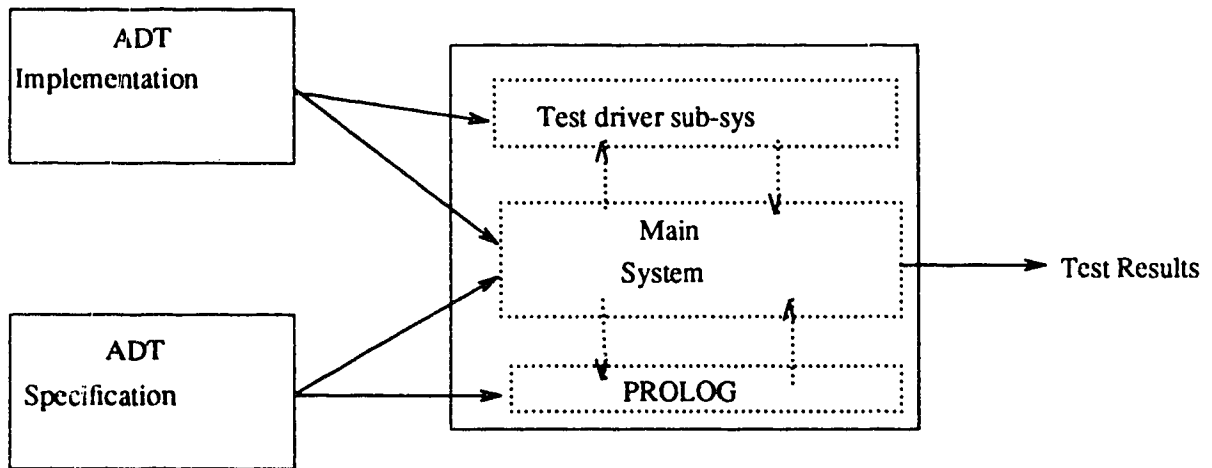 ADT
Implementation
Test driver sub-sys
Main
System
Test Results
ADT
Specification
PROLOG